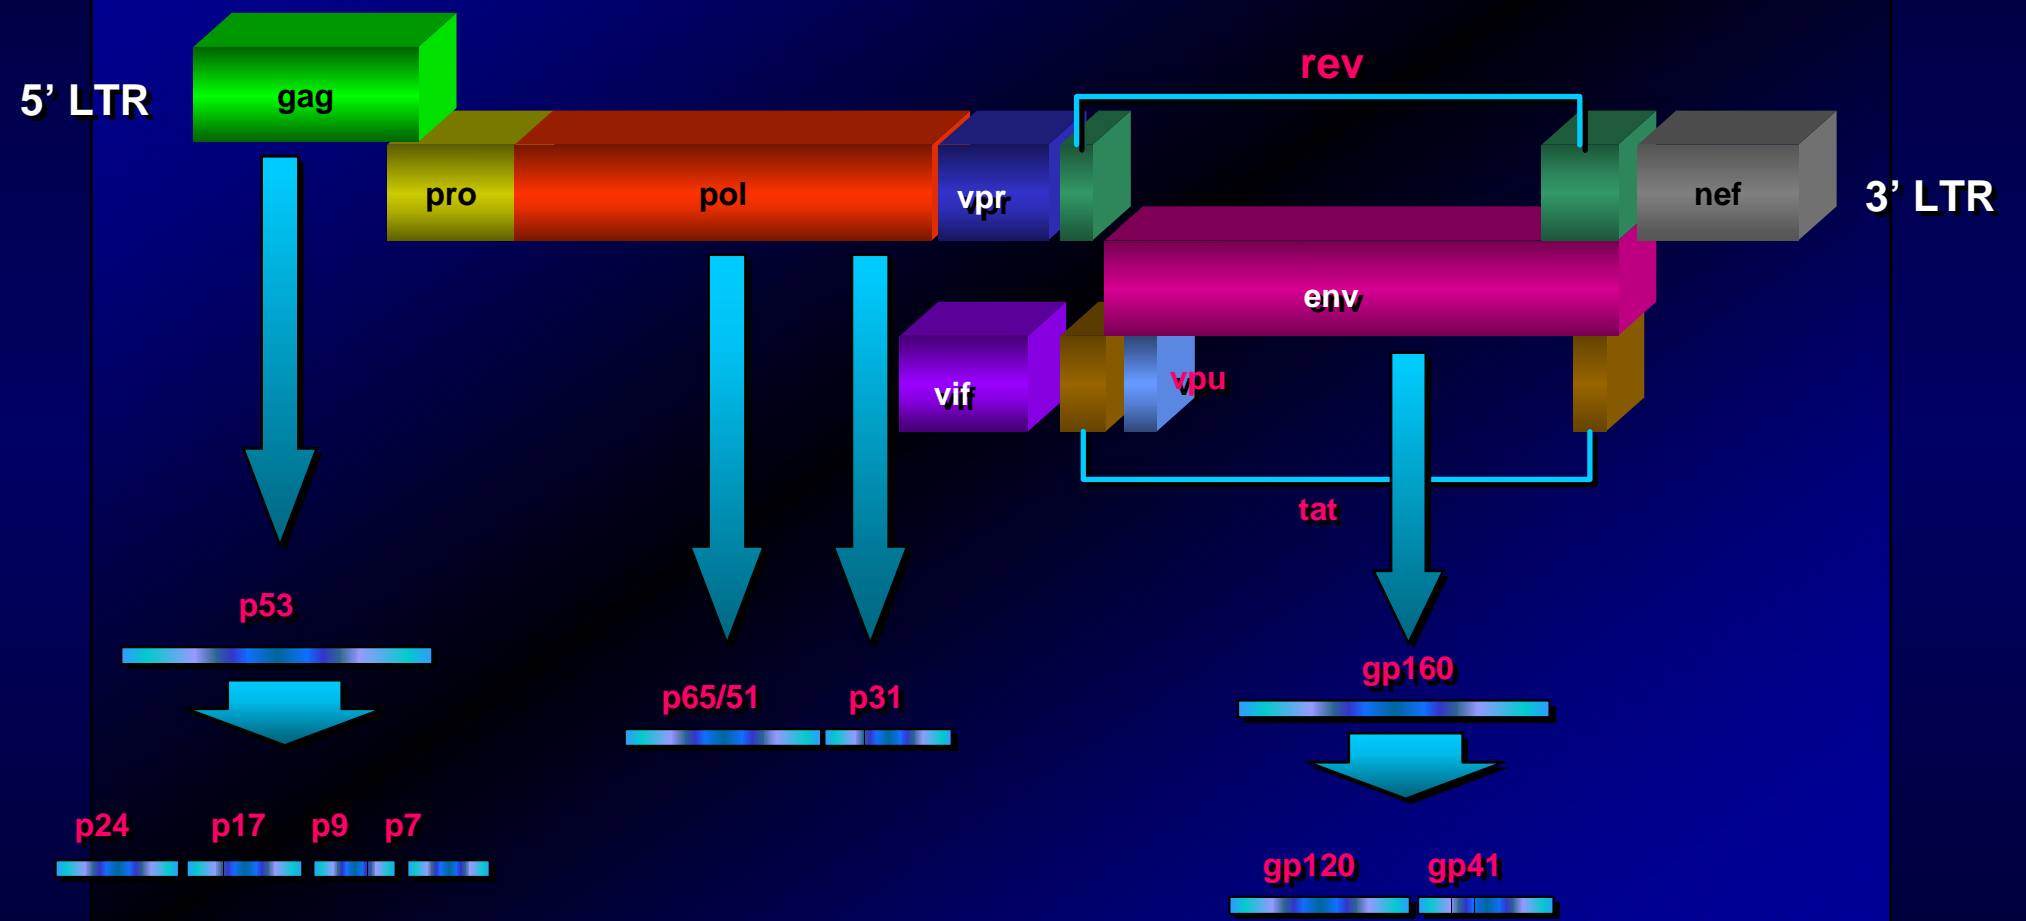 rev
5’ LTR
gag
pro
pol
vpr
nef
3’ LTR
env
vif
vpu
tat
p53
gp160
p65/51
p31
p24
p17
p9
p7
gp120
gp41